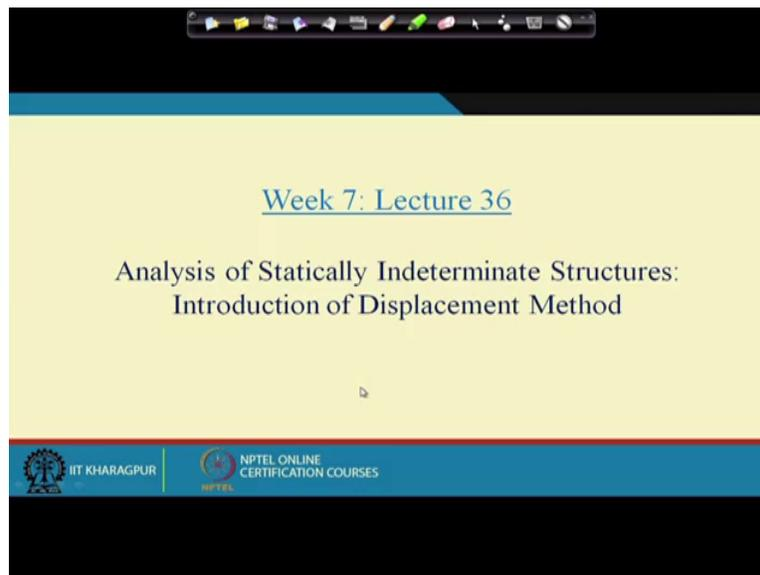 Week 7: Lecture 36
Analysis of Statically Indeterminate Structures:
Introduction of Displacement Method
IIT KHARAGPUR
NPTEL
NPTEL ONLINE
CERTIFICATION COURSES